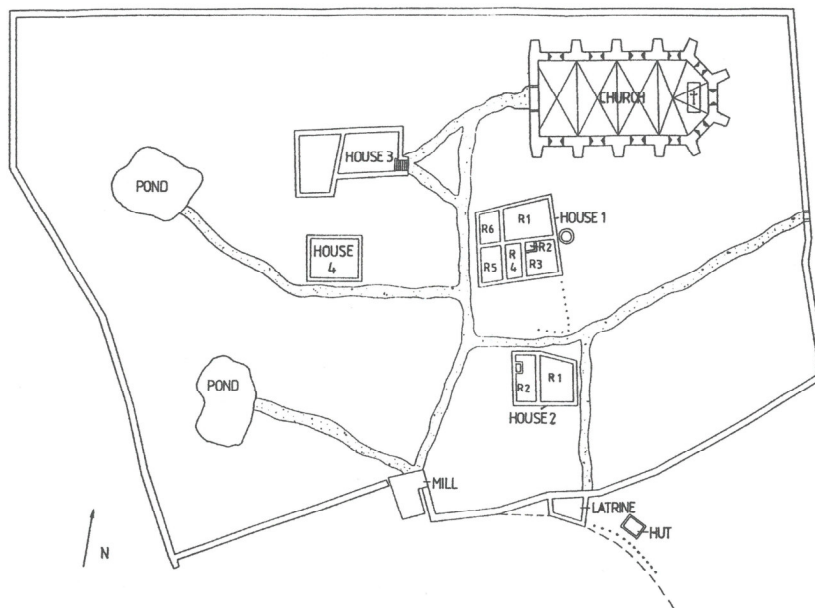 CHURCH
HOUSE 3
POND
R1
HOUSE 1
R6
R2
HOUSE
4
R5
R
4
R3
POND
R2
R1
HOUSE 2
MILL
LATRINE
HUT
N